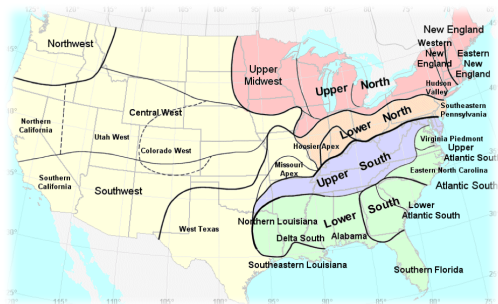 New England
Northwest
Western
New
England
Eastern
New
England
Upper
Midwest
Upper North
Hudson
Valley
Central West
Lower North
Southeastern
Pennsylvania
Northern
California
Utah West
Colorado West
Hoosier Apex
Virginia Piedmont
Upper
Atlantic South
Missouri
Apex
Upper South
Eastern North Carolina
Southern
California
Southwest
Atlantic South
West Texas
Northern Louisiana
Lower South
Lower
Atlantic South
Delta South
Alabama
Southeastern Louisiana
Southern Florida